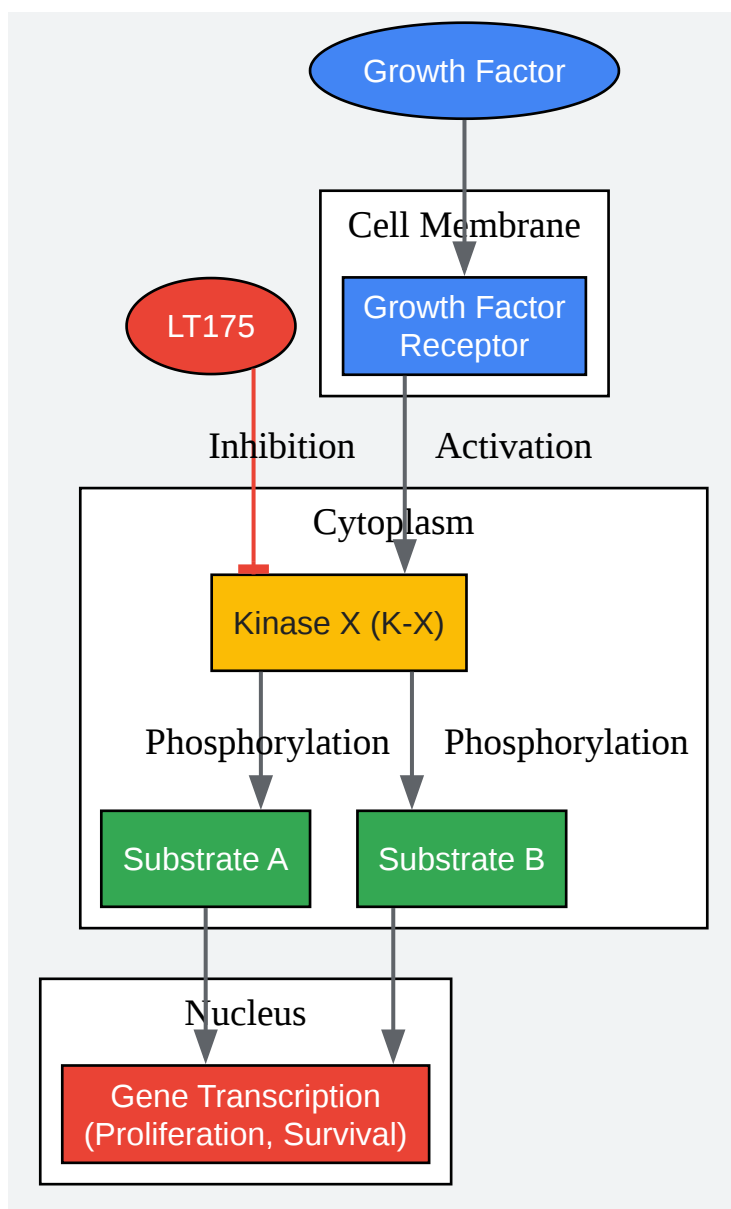 Growth Factor
Cell Membrane
Growth Factor
Receptor
LT175
Inhibition
Activation
Cytoplasm
Kinase X (K-X)
Phosphorylation
Phosphorylation
Substrate A
Substrate B
Nucleus
Gene Transcription
(Proliferation, Survival)